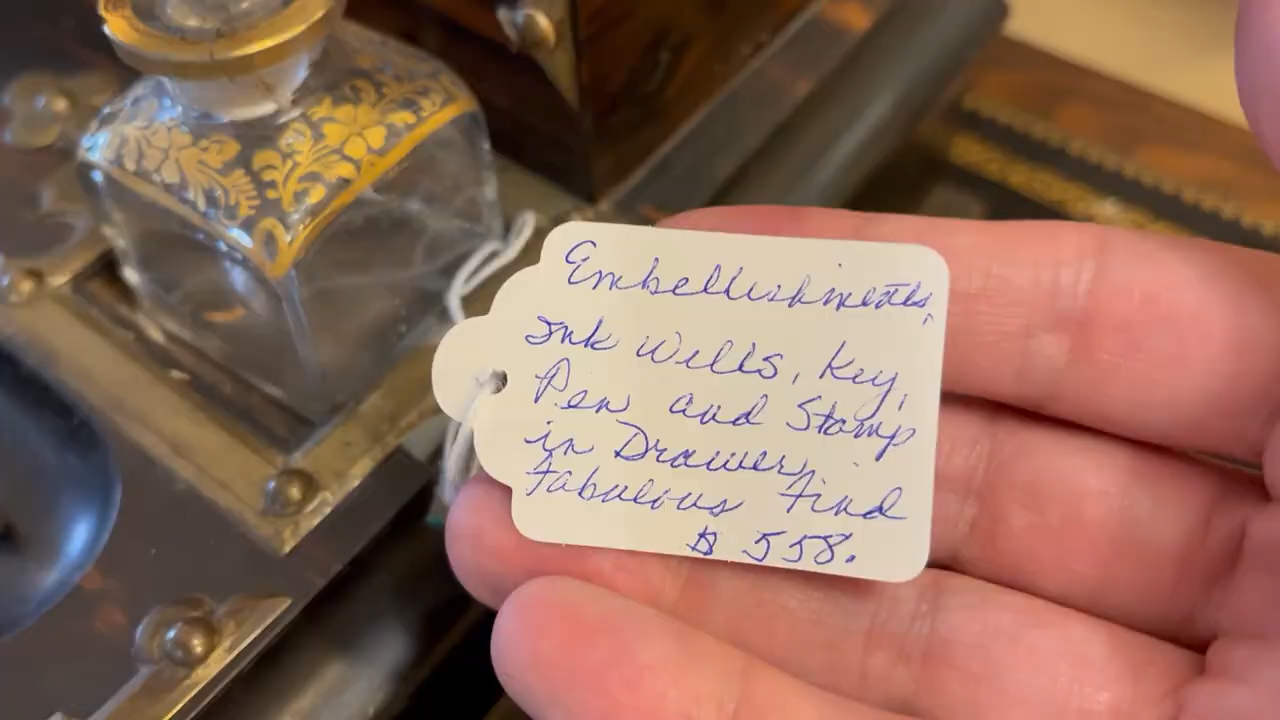 Embellishments,
Ink Wells, Key,
Pen and Stamp
in Drawer,
Fabulous Find
$ 558.